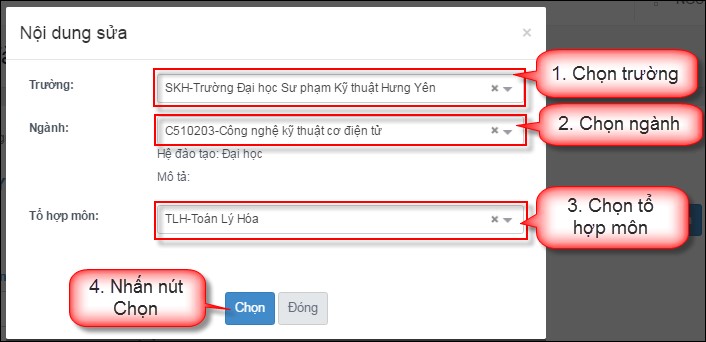 Nội dung sửa
×
Trường:
SKH-Trường Đại học Sư phạm Kỹ thuật Hưng Yên
1. Chọn trường
Ngành:
C510203-Công nghệ kỹ thuật cơ điện tử
2. Chọn ngành
Hệ đào tạo: Đại học
Mô tả:
Tổ hợp môn:
TLH-Toán Lý Hóa
3. Chọn tổ
hợp môn
4. Nhấn nút
Chọn
Chọn
Đóng